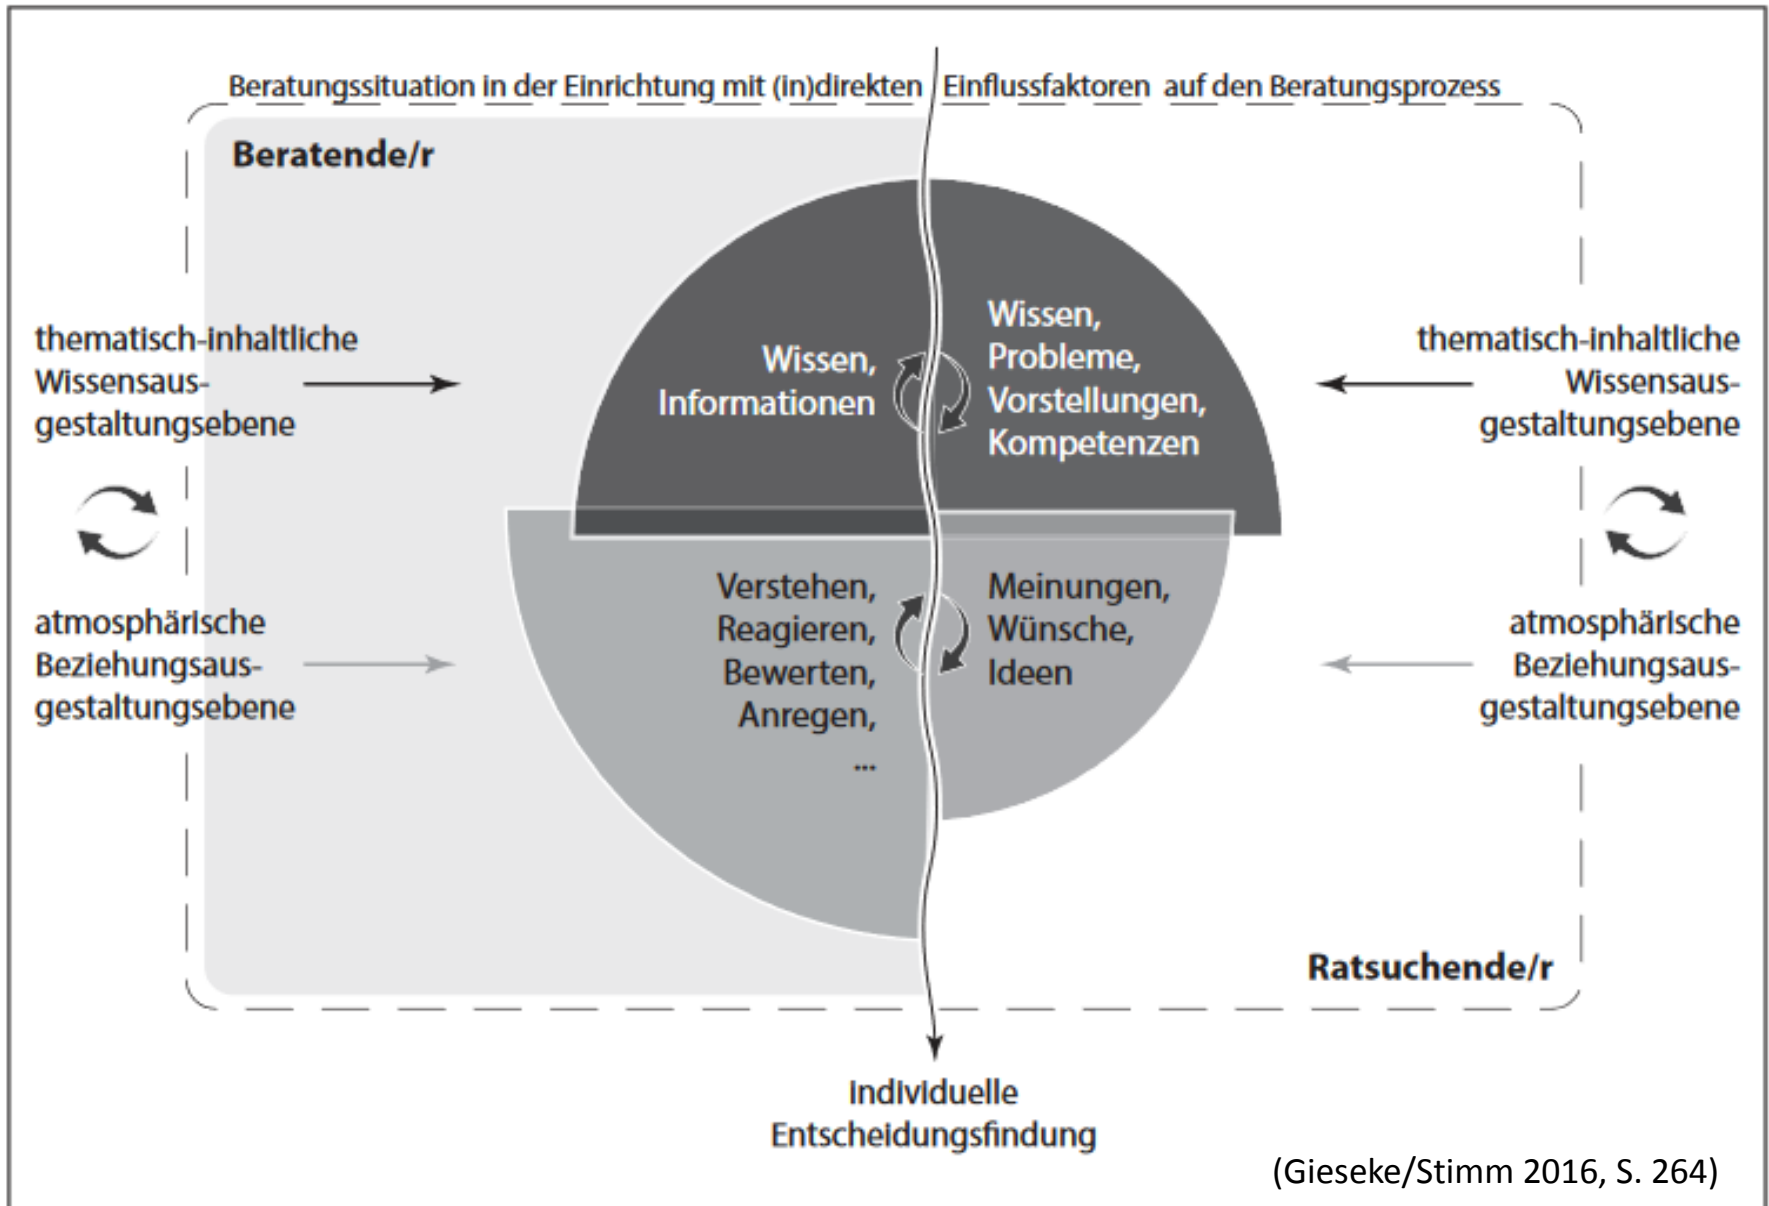 Beratungssituation in der Einrichtung mit (in)direkten Einflussfaktoren auf den Beratungsprozess
Beratende/r
thematisch-inhaltliche
Wissensaus-
gestaltungsebene
atmosphärische
Beziehungsaus-
gestaltungsebene
Wissen,
Informationen
Wissen,
Probleme,
Vorstellungen,
Kompetenzen
Verstehen,
Reagieren,
Bewerten,
Anregen,
...
Meinungen,
Wünsche,
Ideen
thematisch-inhaltliche
Wissensaus-
gestaltungsebene
atmosphärische
Beziehungsaus-
gestaltungsebene
Ratsuchende/r
individuelle
Entscheidungsfindung
(Gieseke/Stimm 2016, S. 264)